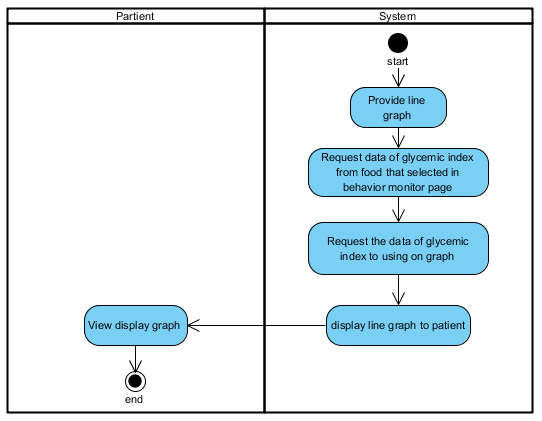 Partient
System
start
Provide line
graph
Request data of glycemic index
from food that selected in
behavior monitor page
Request the data of glycemic
index to using on graph
display line graph to patient
View display graph
end